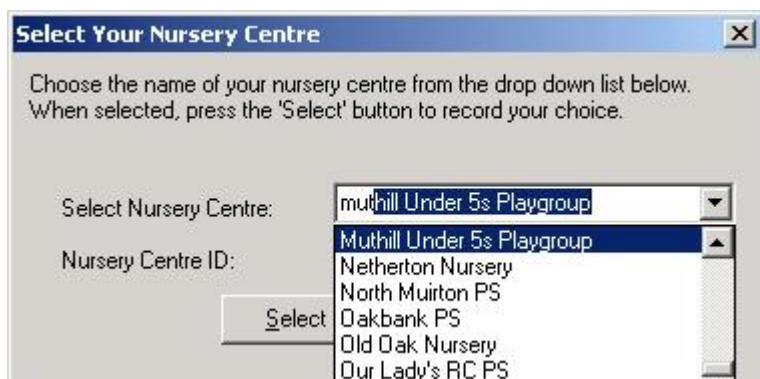 Select Your Nursery Centre
Choose the name of your nursery centre from the drop down list below.
When selected, press the 'Select' button to record your choice.
Select Nursery Centre: muthill Under 5s Playgroup
Muthill Under 5s Playgroup
Nursery Centre ID:
Netherton Nursery
North Muirton PS
Select
Oakbank PS
Old Oak Nursery
Our Lady's RC PS